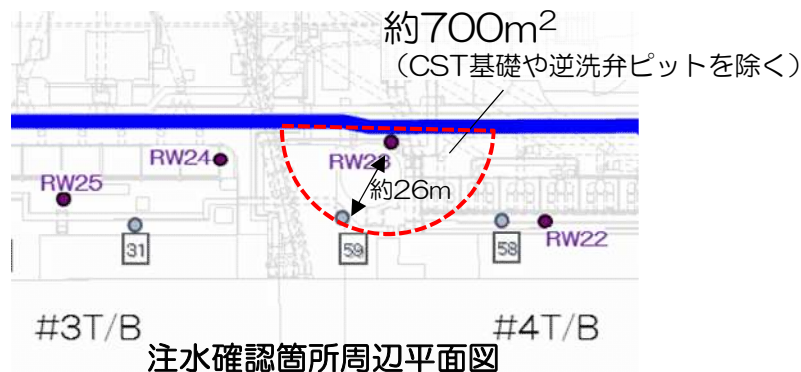 約700m²
（CST基礎や逆洗弁ピットを除く）
RW24
RW23
RW25
約26m
31
59
58
RW22
#3T/B
#4T/B
注水確認箇所周辺平面図